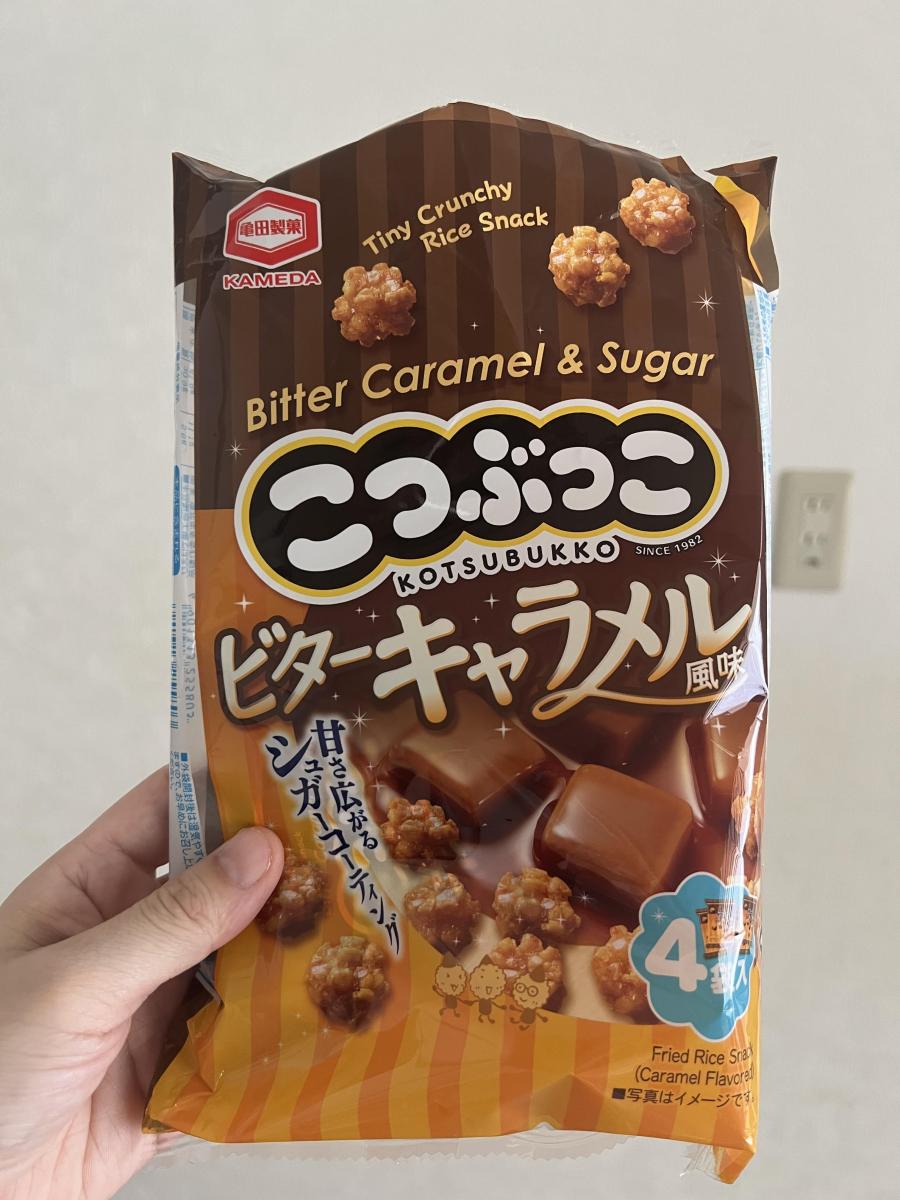 亀田製菓
KAMEDA
Tiny Crunchy
Rice Snack
Bitter Caramel & Sugar
こつぶっこ
KOTSUBUKKO
SINCE 1982
ビターキャラメル
風味
甘さ広がる
シュガーコーティング
4袋入
Fried Rice Snack
(Caramel Flavored)
■写真はイメージです。